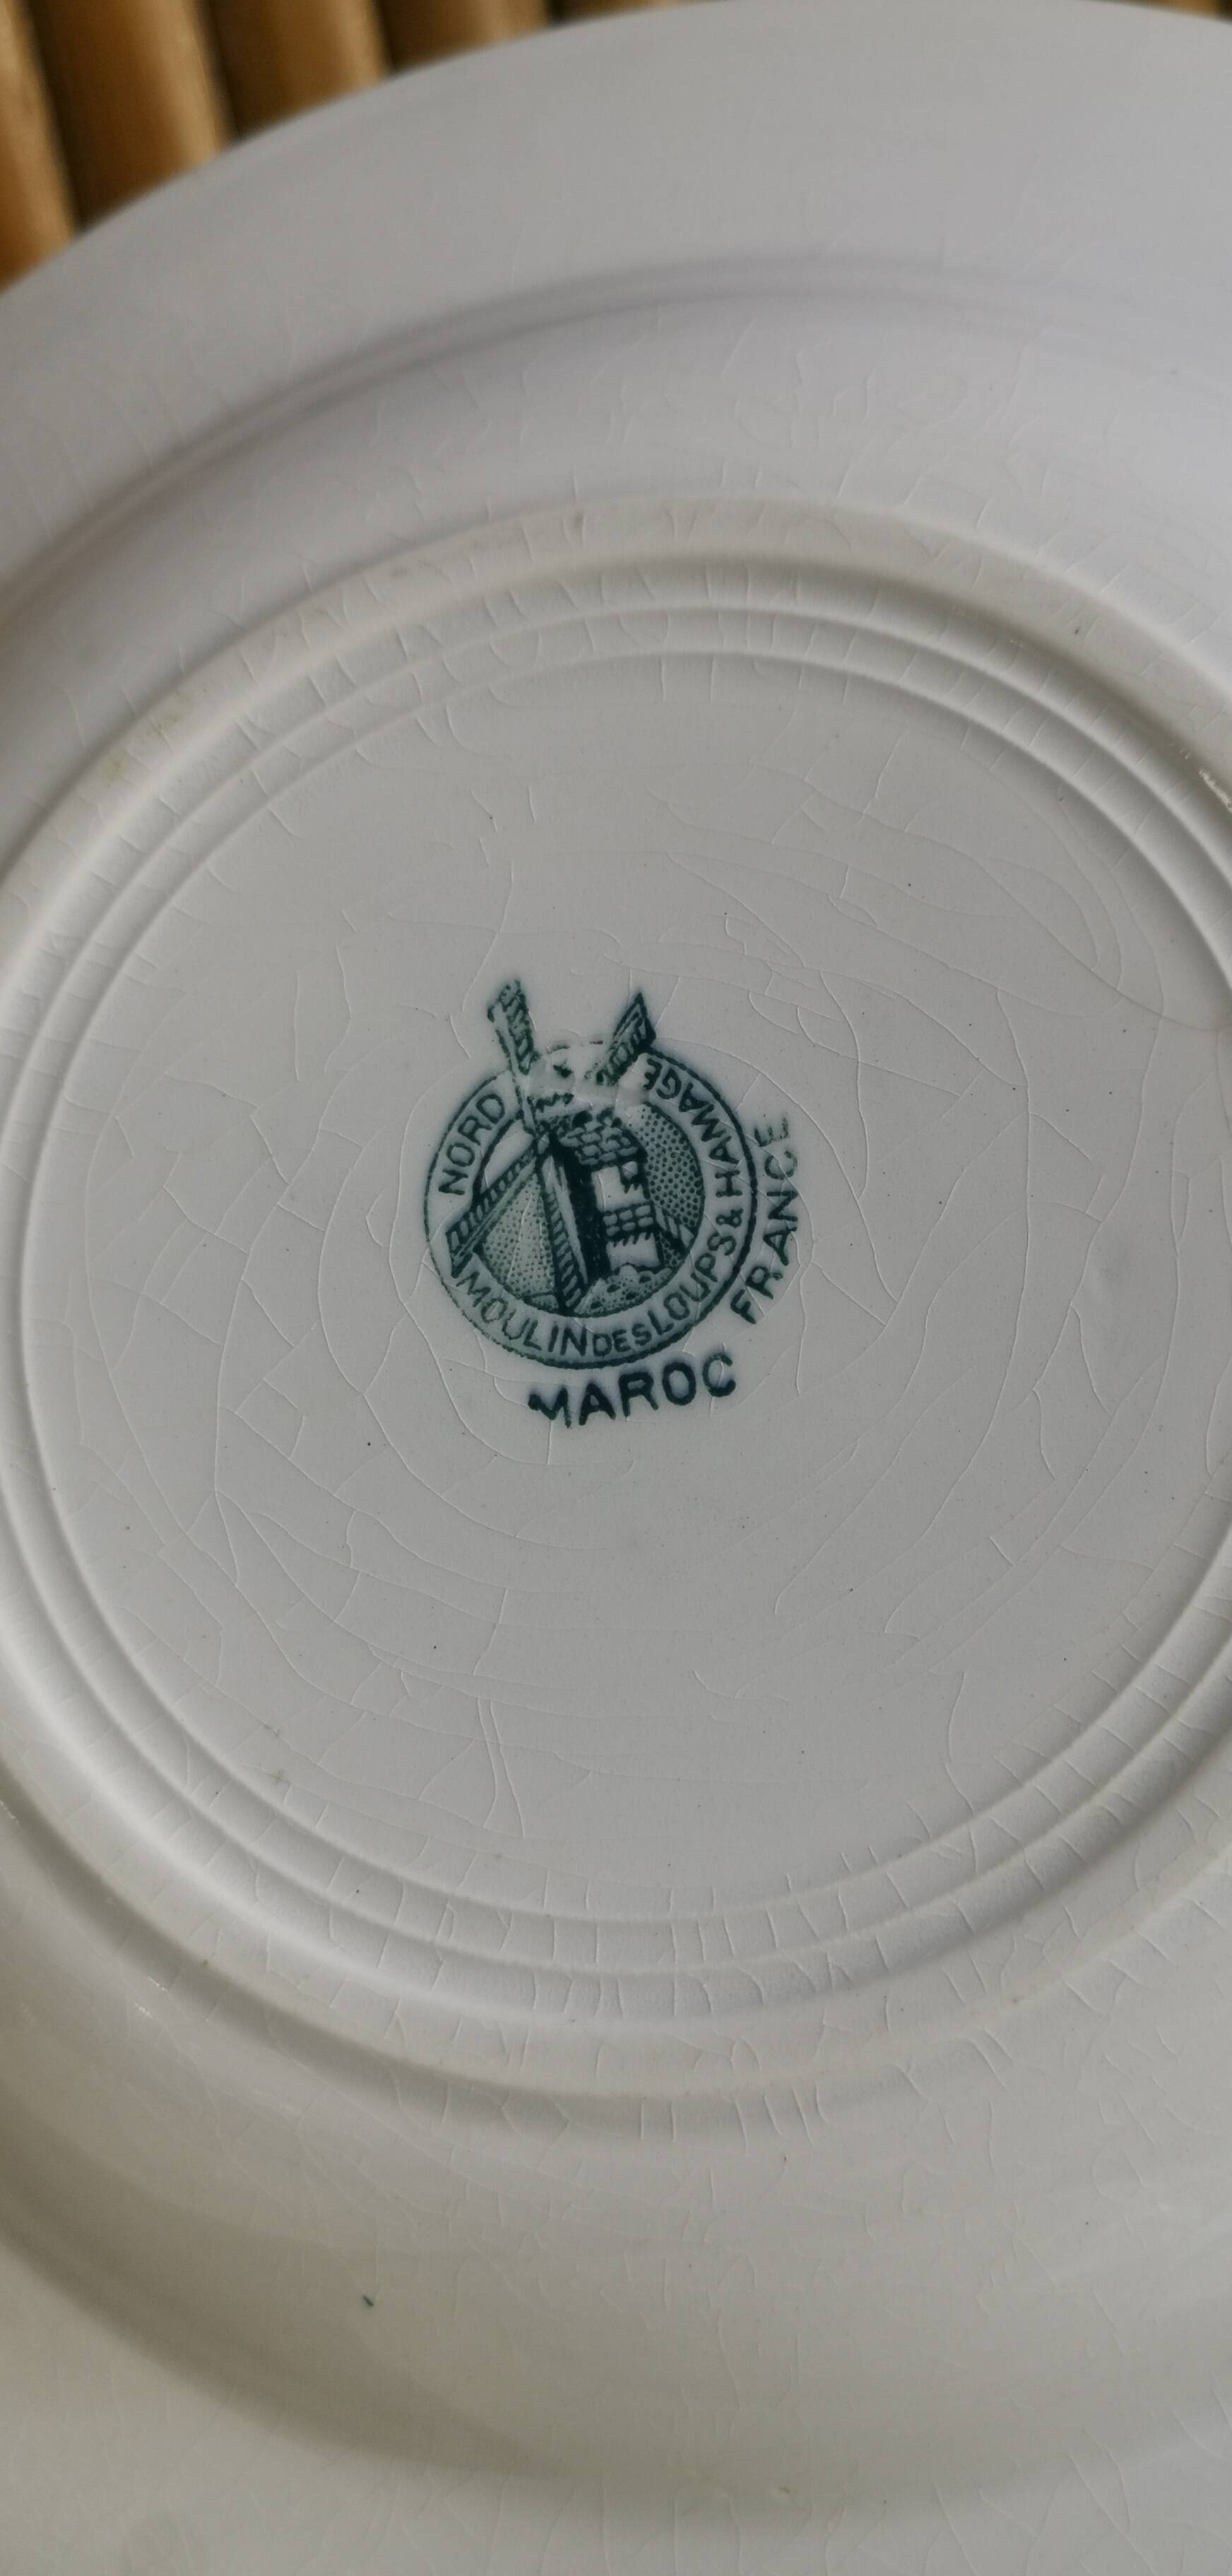 NORD
MOULIN DES LOUPS & HAMAGE
FRANCE
MAROC